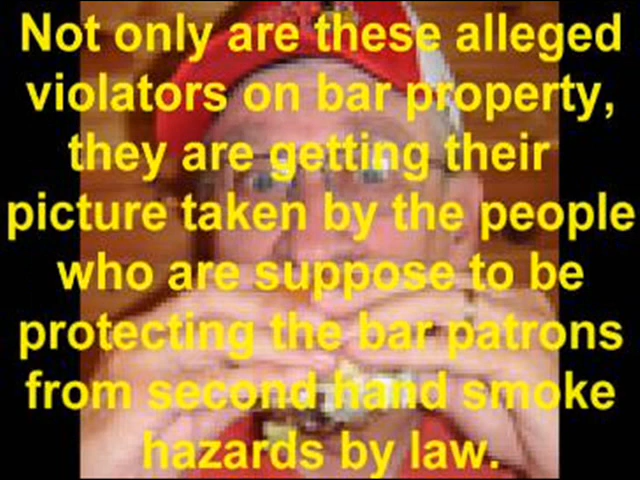 Not only are these alleged
violators on bar property,
they are getting their
picture taken by the people
who are suppose to be
protecting the bar patrons
from second hand smoke
hazards by law.